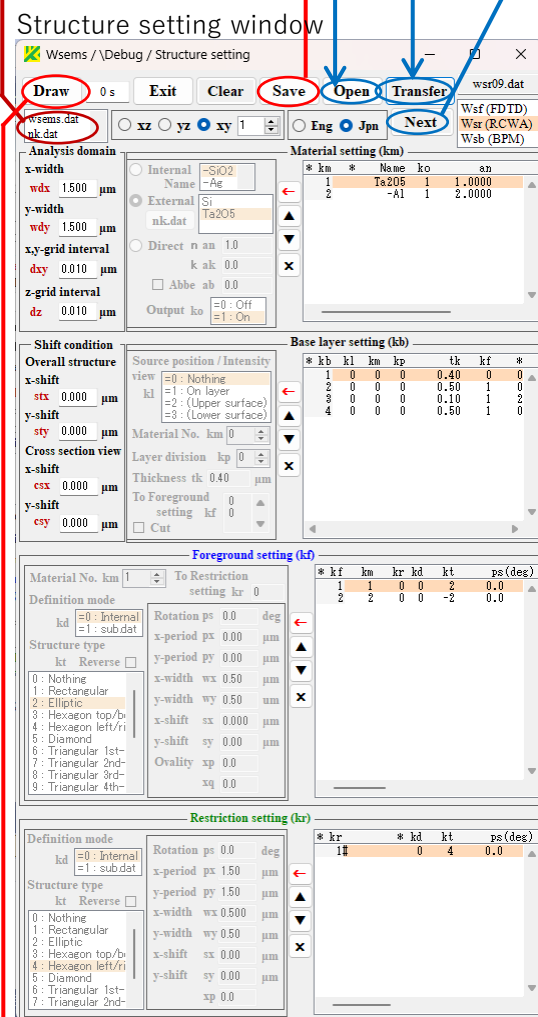 Structure setting window
Wsems / \Debug / Structure setting
Draw 0 s Exit Clear Save Open Transfer wsr09.dat
wsems.dat
nk.dat
xz yz xy 1 Eng Jpn Next
Wsf (FDTD)
Wsr (RCWA)
Wsb (BPM)
Analysis domain
x-width
wdx 1.500 μm
y-width
wdy 1.500 μm
x,y-grid interval
dxy 0.010 μm
z-grid interval
dz 0.010 μm
Material setting (km)
Internal Name
-SiO2
-Ag
External nk.dat
Si
Ta2O5
Direct n an 1.0
k ak 0.0
Abbe ab 0.0
Output ko
=0 : Off
=1 : On
* km * Name ko an
1 Ta2O5 1 1.0000
2 -Al 1 2.0000
Shift condition
Overall structure
x-shift
stx 0.000 μm
y-shift
sty 0.000 μm
Cross section view
x-shift
csx 0.000 μm
y-shift
csy 0.000 μm
Base layer setting (kb)
Source position / Intensity
view kl
=0 : Nothing
=1 : On layer
=2 : (Upper surface)
=3 : (Lower surface)
Material No. km 0
Layer division kp 0
Thickness tk 0.40 μm
To Foreground 0
setting kf 0
Cut
* kb kl km kp tk kf *
1 0 0 0 0.40 0 0
2 0 0 0 0.50 1 0
3 0 0 0 0.10 1 2
4 0 0 0 0.50 1 0
Foreground setting (kf)
Material No. km 1
To Restriction
setting kr 0
Definition mode
kd
=0 : Internal
=1 : sub.dat
Structure type
kt Reverse
0 : Nothing
1 : Rectangular
2 : Elliptic
3 : Hexagon top/b
4 : Hexagon left/ri
5 : Diamond
6 : Triangular 1st-
7 : Triangular 2nd-
8 : Triangular 3rd-
9 : Triangular 4th-
Rotation ps 0.0 deg
x-period px 0.00 μm
y-period py 0.00 μm
x-width wx 0.50 μm
y-width wy 0.50 um
x-shift sx 0.000 μm
y-shift sy 0.00 μm
Ovality xp 0.0
xq 0.0
* kf km kr kd kt ps(deg)
1 1 0 0 2 0.0
2 2 0 0 -2 0.0
Restriction setting (kr)
Definition mode
kd
=0 : Internal
=1 : sub.dat
Structure type
kt Reverse
0 : Nothing
1 : Rectangular
2 : Elliptic
3 : Hexagon top/b
4 : Hexagon left/ri
5 : Diamond
6 : Triangular 1st-
7 : Triangular 2nd-
Rotation ps 0.0 deg
x-period px 1.50 μm
y-period py 1.50 μm
x-width wx 0.500 μm
y-width wy 0.50 μm
x-shift sx 0.00 μm
y-shift sy 0.00 μm
xp 0.0
* kr * kd kt ps(deg)
1# 0 4 0.0